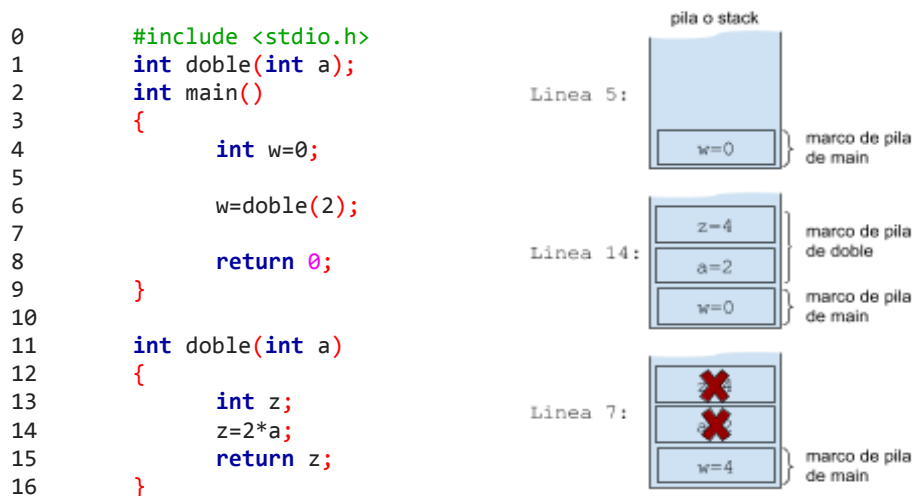 0 #include <stdio.h>
1 int doble(int a);
2 int main()
3 {
4 int w=0;
5
6 w=doble(2);
7
8 return 0;
9 }
10
11 int doble(int a)
12 {
13 int z;
14 z=2*a;
15 return z;
16 }
pila o stack
Linea 5:
w=0
marco de pila
de main
Linea 14:
z=4
a=2
marco de pila
de doble
w=0
marco de pila
de main
Linea 7:
w=4
marco de pila
de main